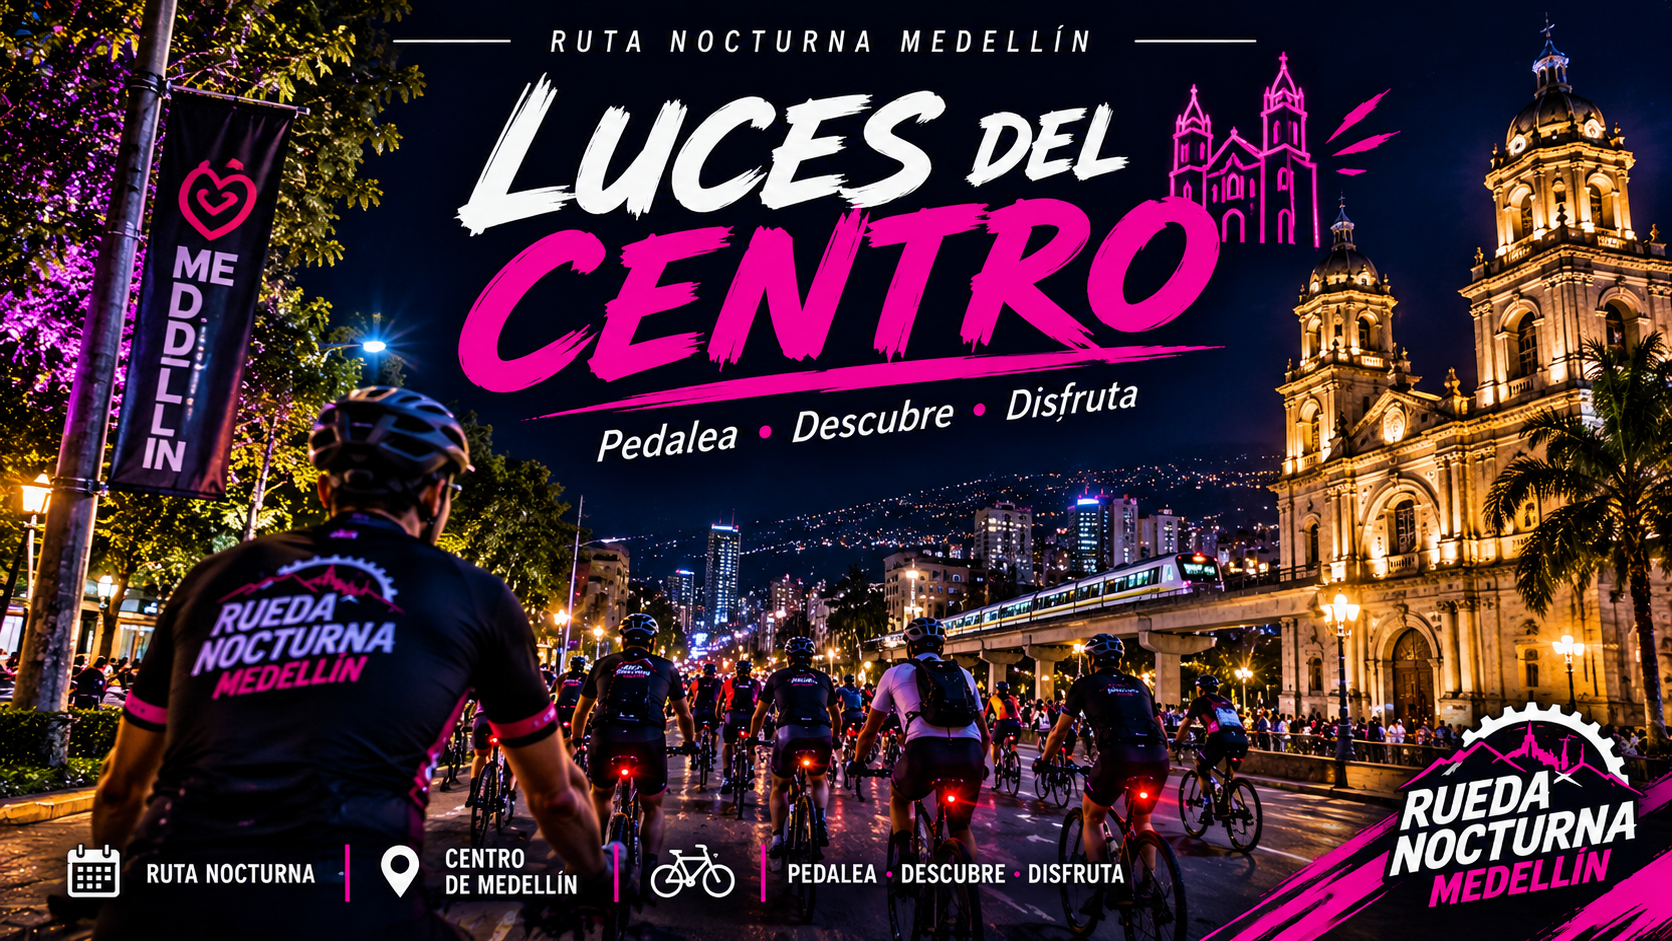 RUTA NOCTURNA MEDELLÍN
LUCES DEL
CENTRO
Pedalea • Descubre • Disfruta
ME
D
D
E
L
L
IN
RUEDA
NOCTURNA
MEDELLÍN
RUTA NOCTURNA
CENTRO
DE MEDELLÍN
PEDALEA • DESCUBRE • DISFRUTA
RUEDA
NOCTURNA
MEDELLÍN